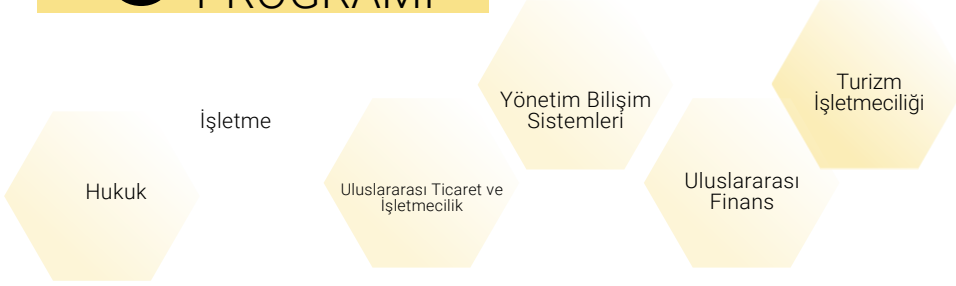 PROGRAMI
Hukuk
İşletme
Uluslararası Ticaret ve
İşletmecilik
Yönetim Bilişim
Sistemleri
Uluslararası
Finans
Turizm
İşletmeciliği